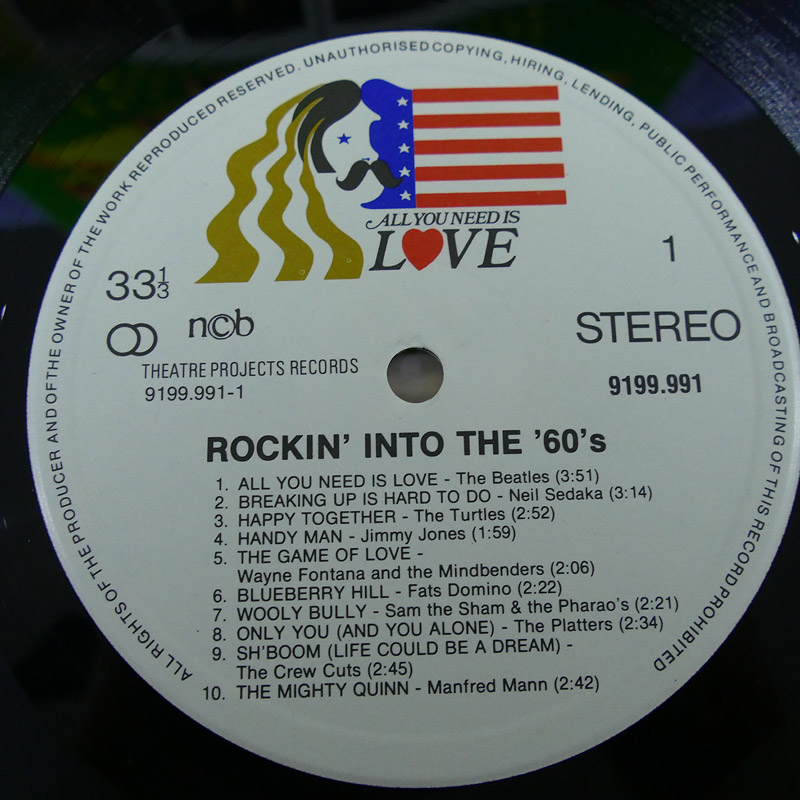 ALL RIGHTS OF THE PRODUCER AND OF THE OWNER OF THE WORK REPRODUCED RESERVED. UNAUTHORISED COPYING, HIRING, LENDING, PUBLIC PERFORMANCE AND BROADCASTING OF THIS RECORD PROHIBITED
ALL YOU NEED IS
LOVE
33 1/3
1
ncb
STEREO
THEATRE PROJECTS RECORDS
9199.991-1
9199.991
ROCKIN' INTO THE '60's
1. ALL YOU NEED IS LOVE - The Beatles (3:51)
2. BREAKING UP IS HARD TO DO - Neil Sedaka (3:14)
3. HAPPY TOGETHER - The Turtles (2:52)
4. HANDY MAN - Jimmy Jones (1:59)
5. THE GAME OF LOVE -
Wayne Fontana and the Mindbenders (2:06)
6. BLUEBERRY HILL - Fats Domino (2:22)
7. WOOLY BULLY - Sam the Sham & the Pharao's (2:21)
8. ONLY YOU (AND YOU ALONE) - The Platters (2:34)
9. SH'BOOM (LIFE COULD BE A DREAM) -
The Crew Cuts (2:45)
10. THE MIGHTY QUINN - Manfred Mann (2:42)